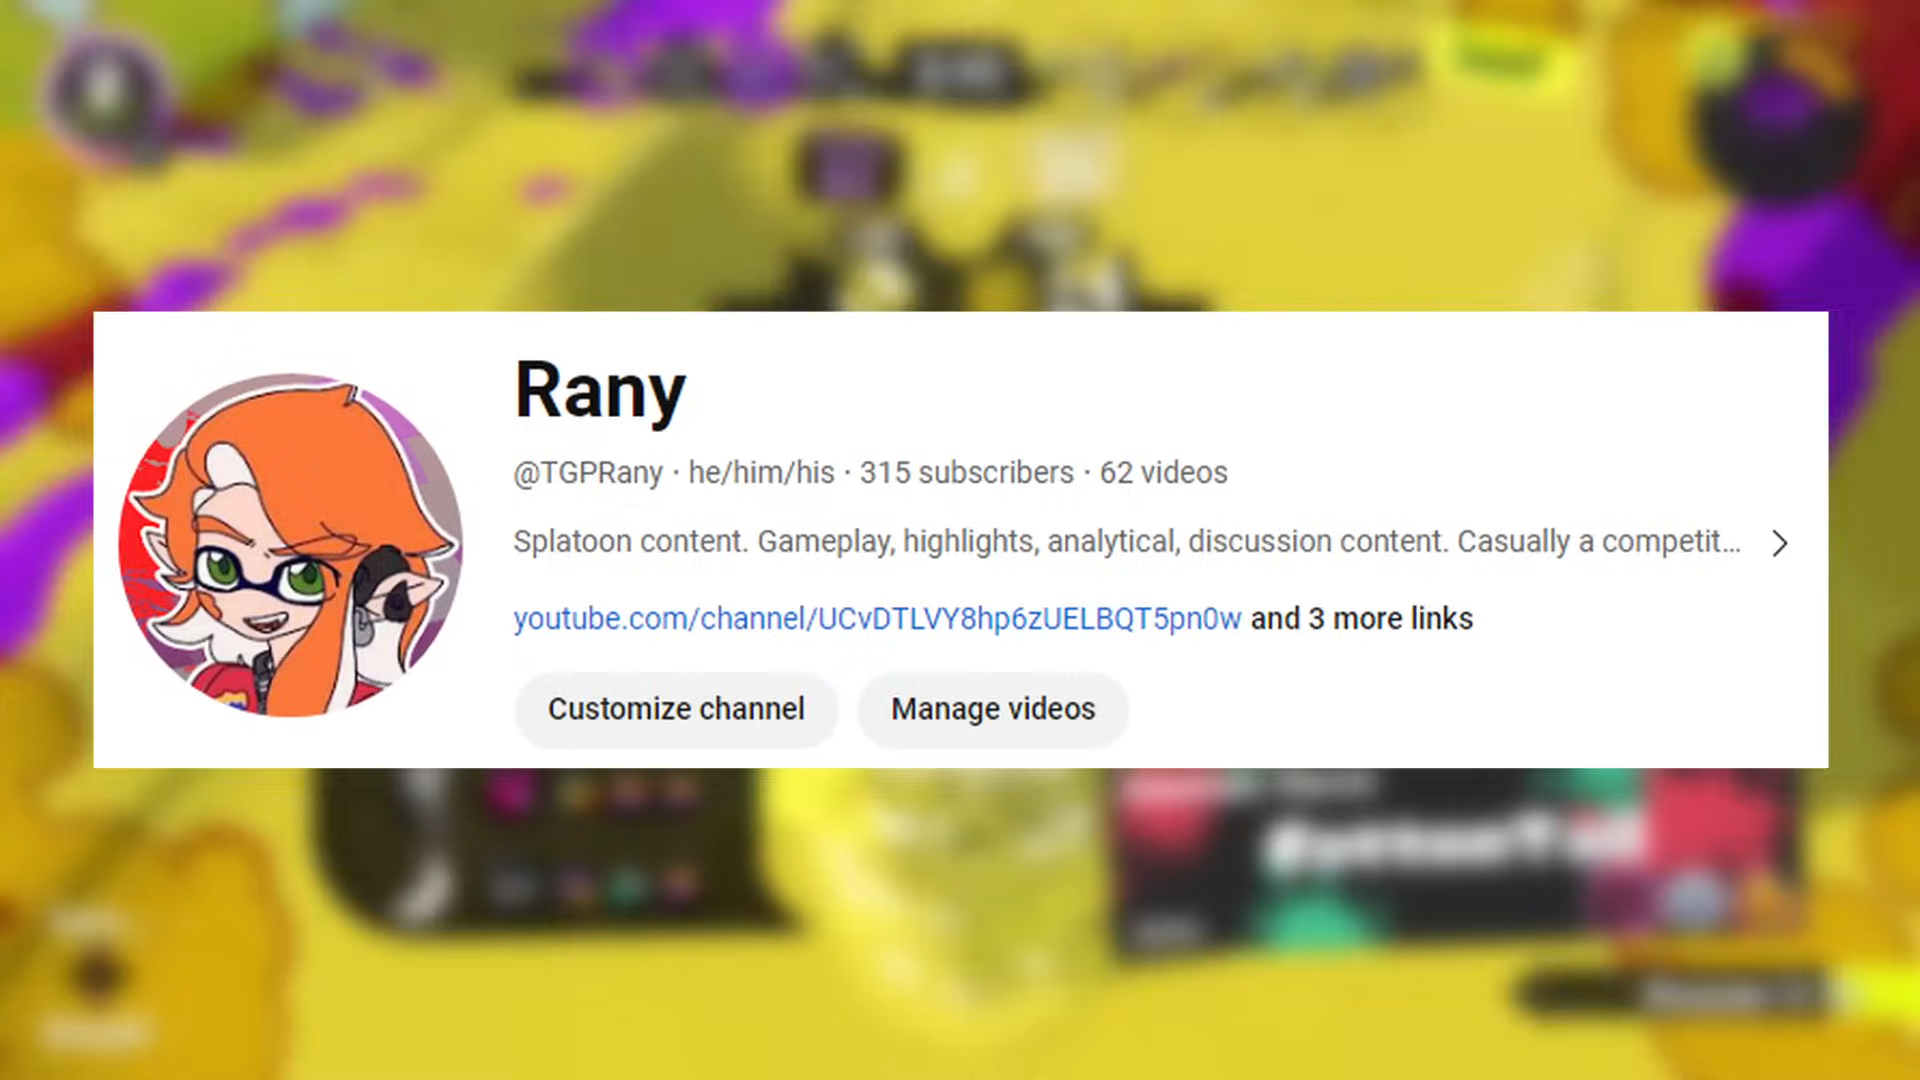 Rany
@TGPRany · he/him/his · 315 subscribers · 62 videos
Splatoon content. Gameplay, highlights, analytical, discussion content. Casually a competit...
youtube.com/channel/UCvDTLVY8hp6zUELBQT5pn0w and 3 more links
Customize channel Manage videos